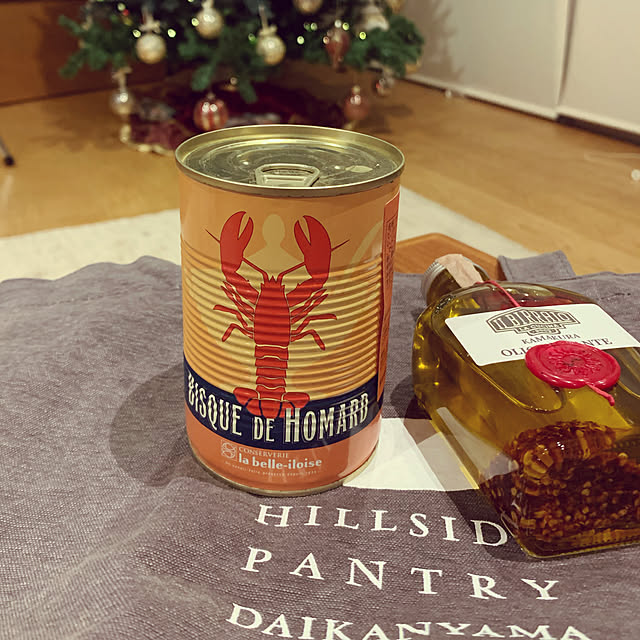 BISQUE DE HOMARD
CONSERVERIE
la belle-iloise
KAMAKURA
HILLSID
PANTRY
DAIKANYAMA